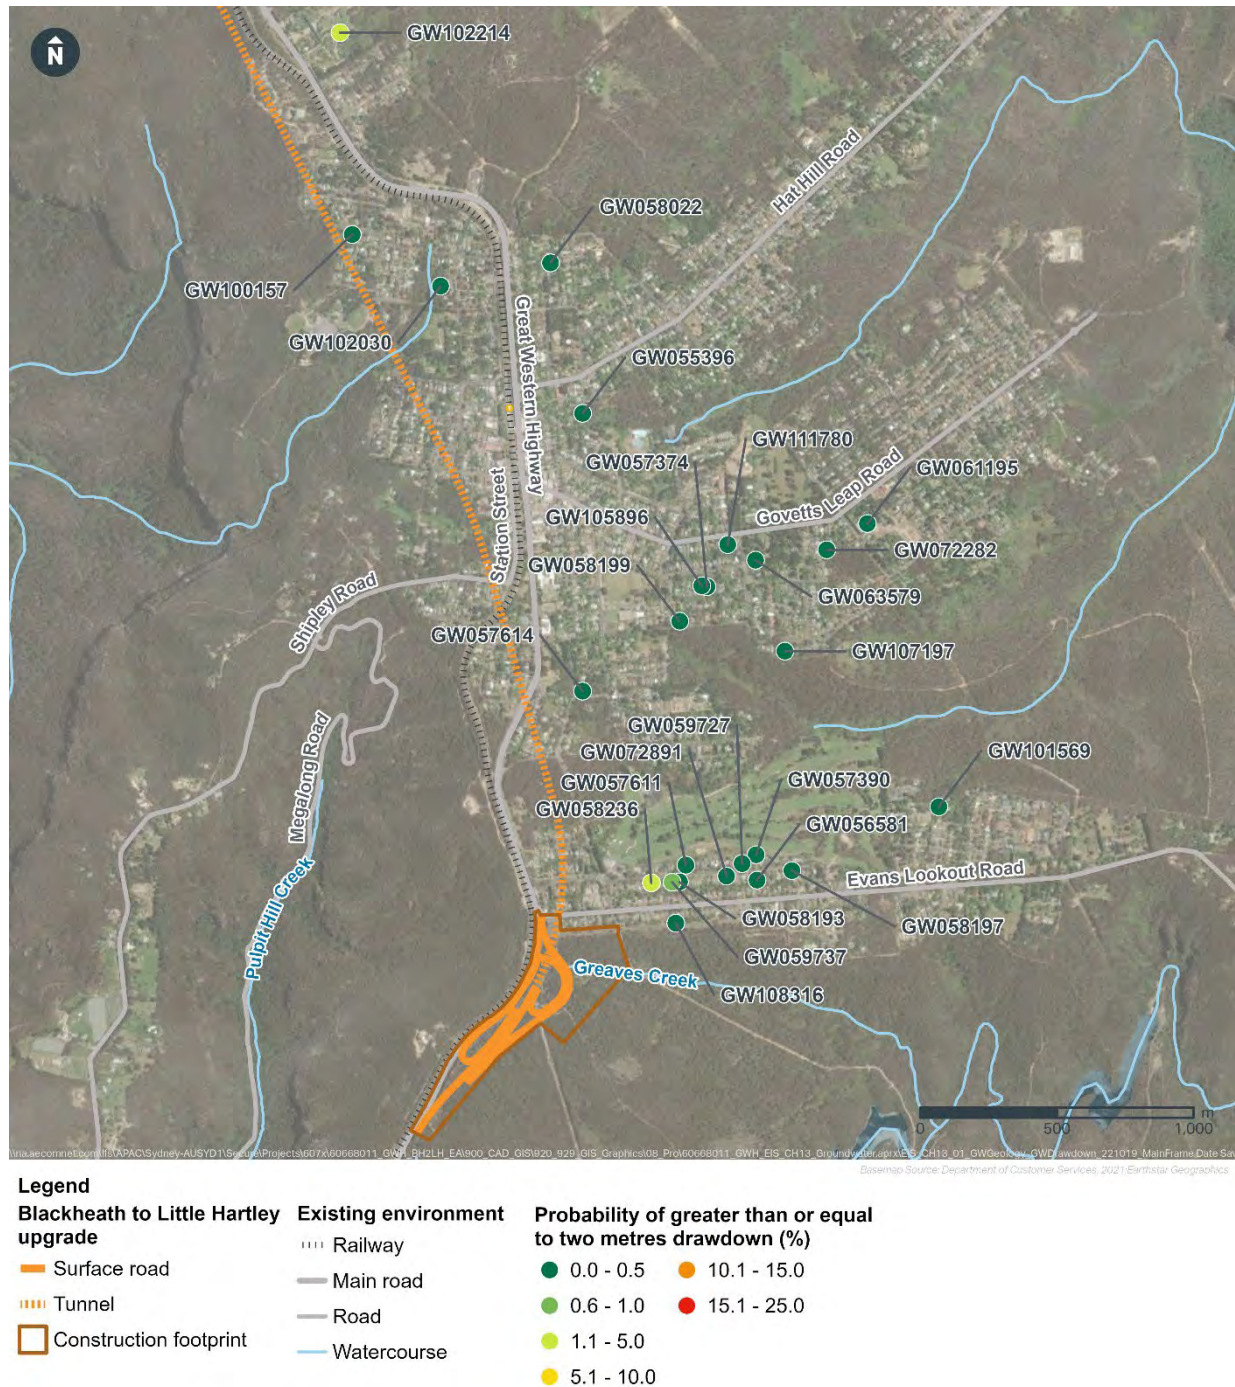 GW102214
N
Hat Hill Road
GW058022
GW100157
GW102030
Great Western Highway
GW055396
GW111780
GW057374
GW061195
Govetts Leap Road
GW105896
Station Street
GW072282
GW058199
GW063579
Shipley Road
GW057614
GW107197
GW059727
Megalong Road
GW072891
GW101569
GW057611
GW057390
GW058236
GW056581
Evans Lookout Road
Pulpit Hill Creek
GW058193
GW058197
GW059737
Greaves Creek
GW108316
m
0 500 1,000
Basemap Source: Department of Customer Services, 2021 Earthstar Geographics
Legend
Blackheath to Little Hartley
upgrade
Surface road
Tunnel
Construction footprint
Existing environment
Railway
Main road
Road
Watercourse
Probability of greater than or equal
to two metres drawdown (%)
0.0 - 0.5
0.6 - 1.0
1.1 - 5.0
5.1 - 10.0
10.1 - 15.0
15.1 - 25.0